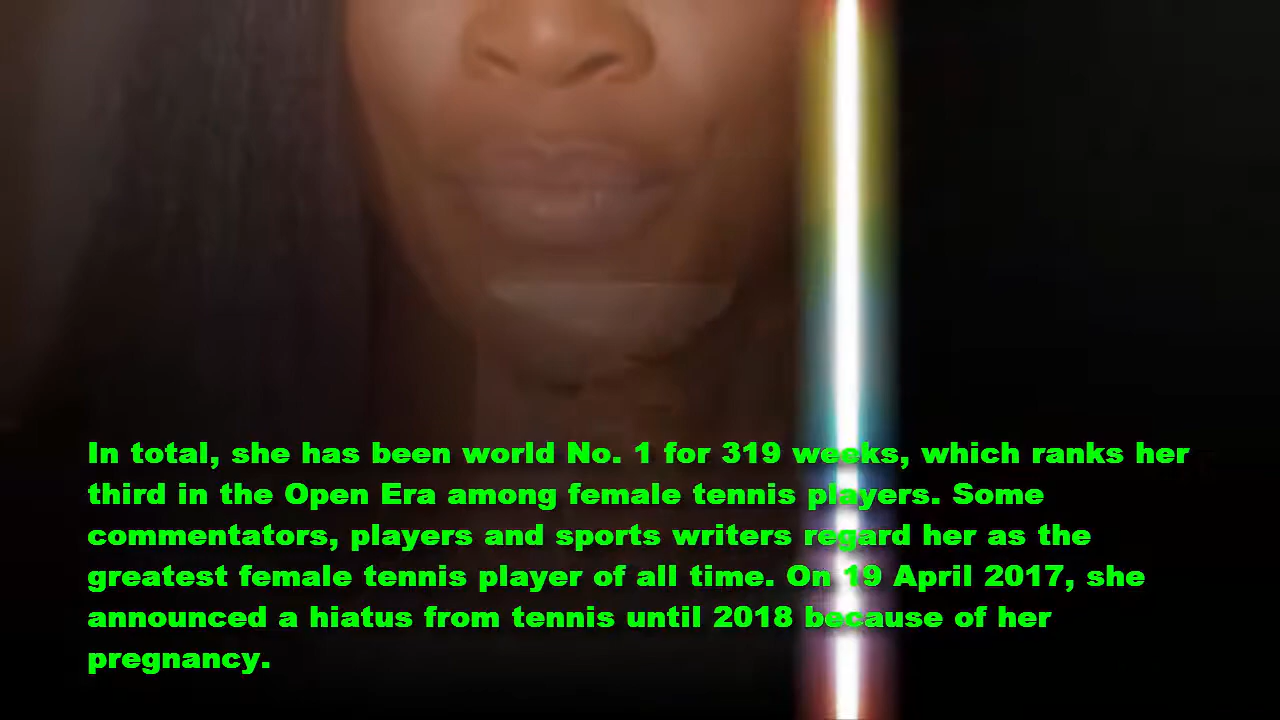 In total, she has been world No. 1 for 319 weeks, which ranks her
third in the Open Era among female tennis players. Some
commentators, players and sports writers regard her as the
greatest female tennis player of all time. On 19 April 2017, she
announced a hiatus from tennis until 2018 because of her
pregnancy.